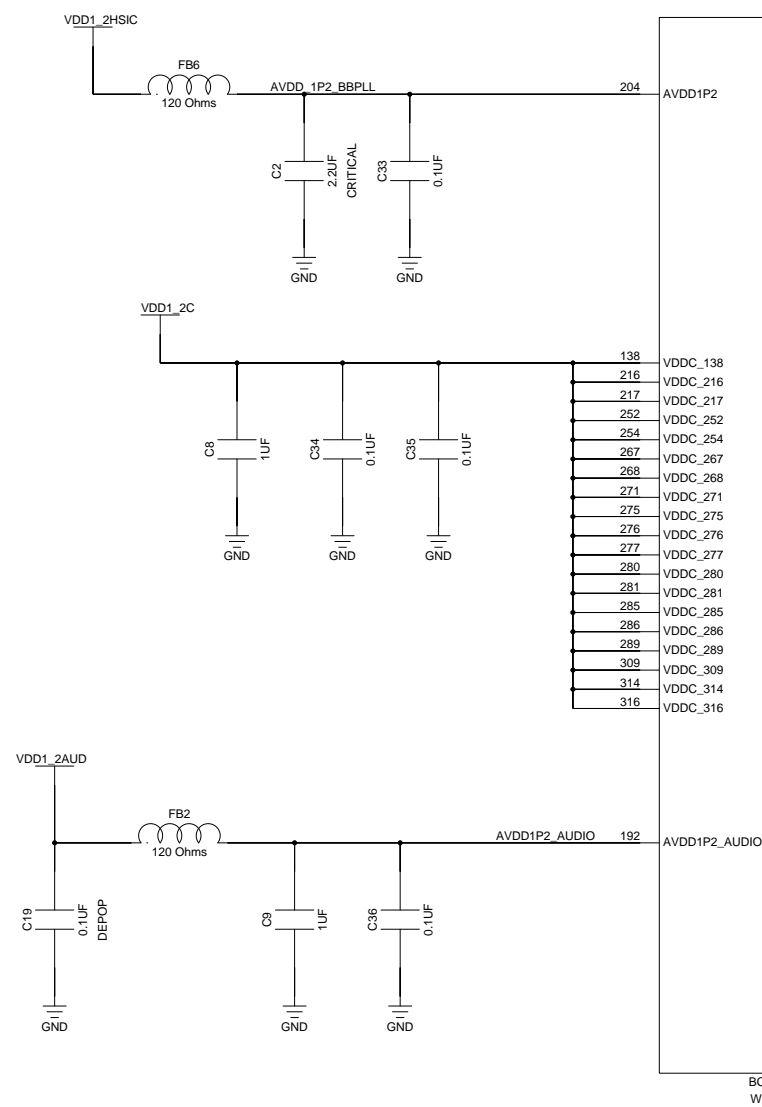 VDD1_2HSIC
FB6
120 Ohms
AVDD_1P2_BBPLL
204
AVDD1P2
C2
2.2UF
CRITICAL
C33
0.1UF
GND
GND
VDD1_2C
138 VDDC_138
216 VDDC_216
217 VDDC_217
252 VDDC_252
254 VDDC_254
267 VDDC_267
268 VDDC_268
271 VDDC_271
275 VDDC_275
276 VDDC_276
277 VDDC_277
280 VDDC_280
281 VDDC_281
285 VDDC_285
286 VDDC_286
289 VDDC_289
309 VDDC_309
314 VDDC_314
316 VDDC_316
C8
1UF
C34
0.1UF
C35
0.1UF
GND
GND
GND
VDD1_2AUD
FB2
120 Ohms
AVDD1P2_AUDIO
192
AVDD1P2_AUDIO
C19
0.1UF
DEPOP
C9
1UF
C36
0.1UF
GND
GND
GND